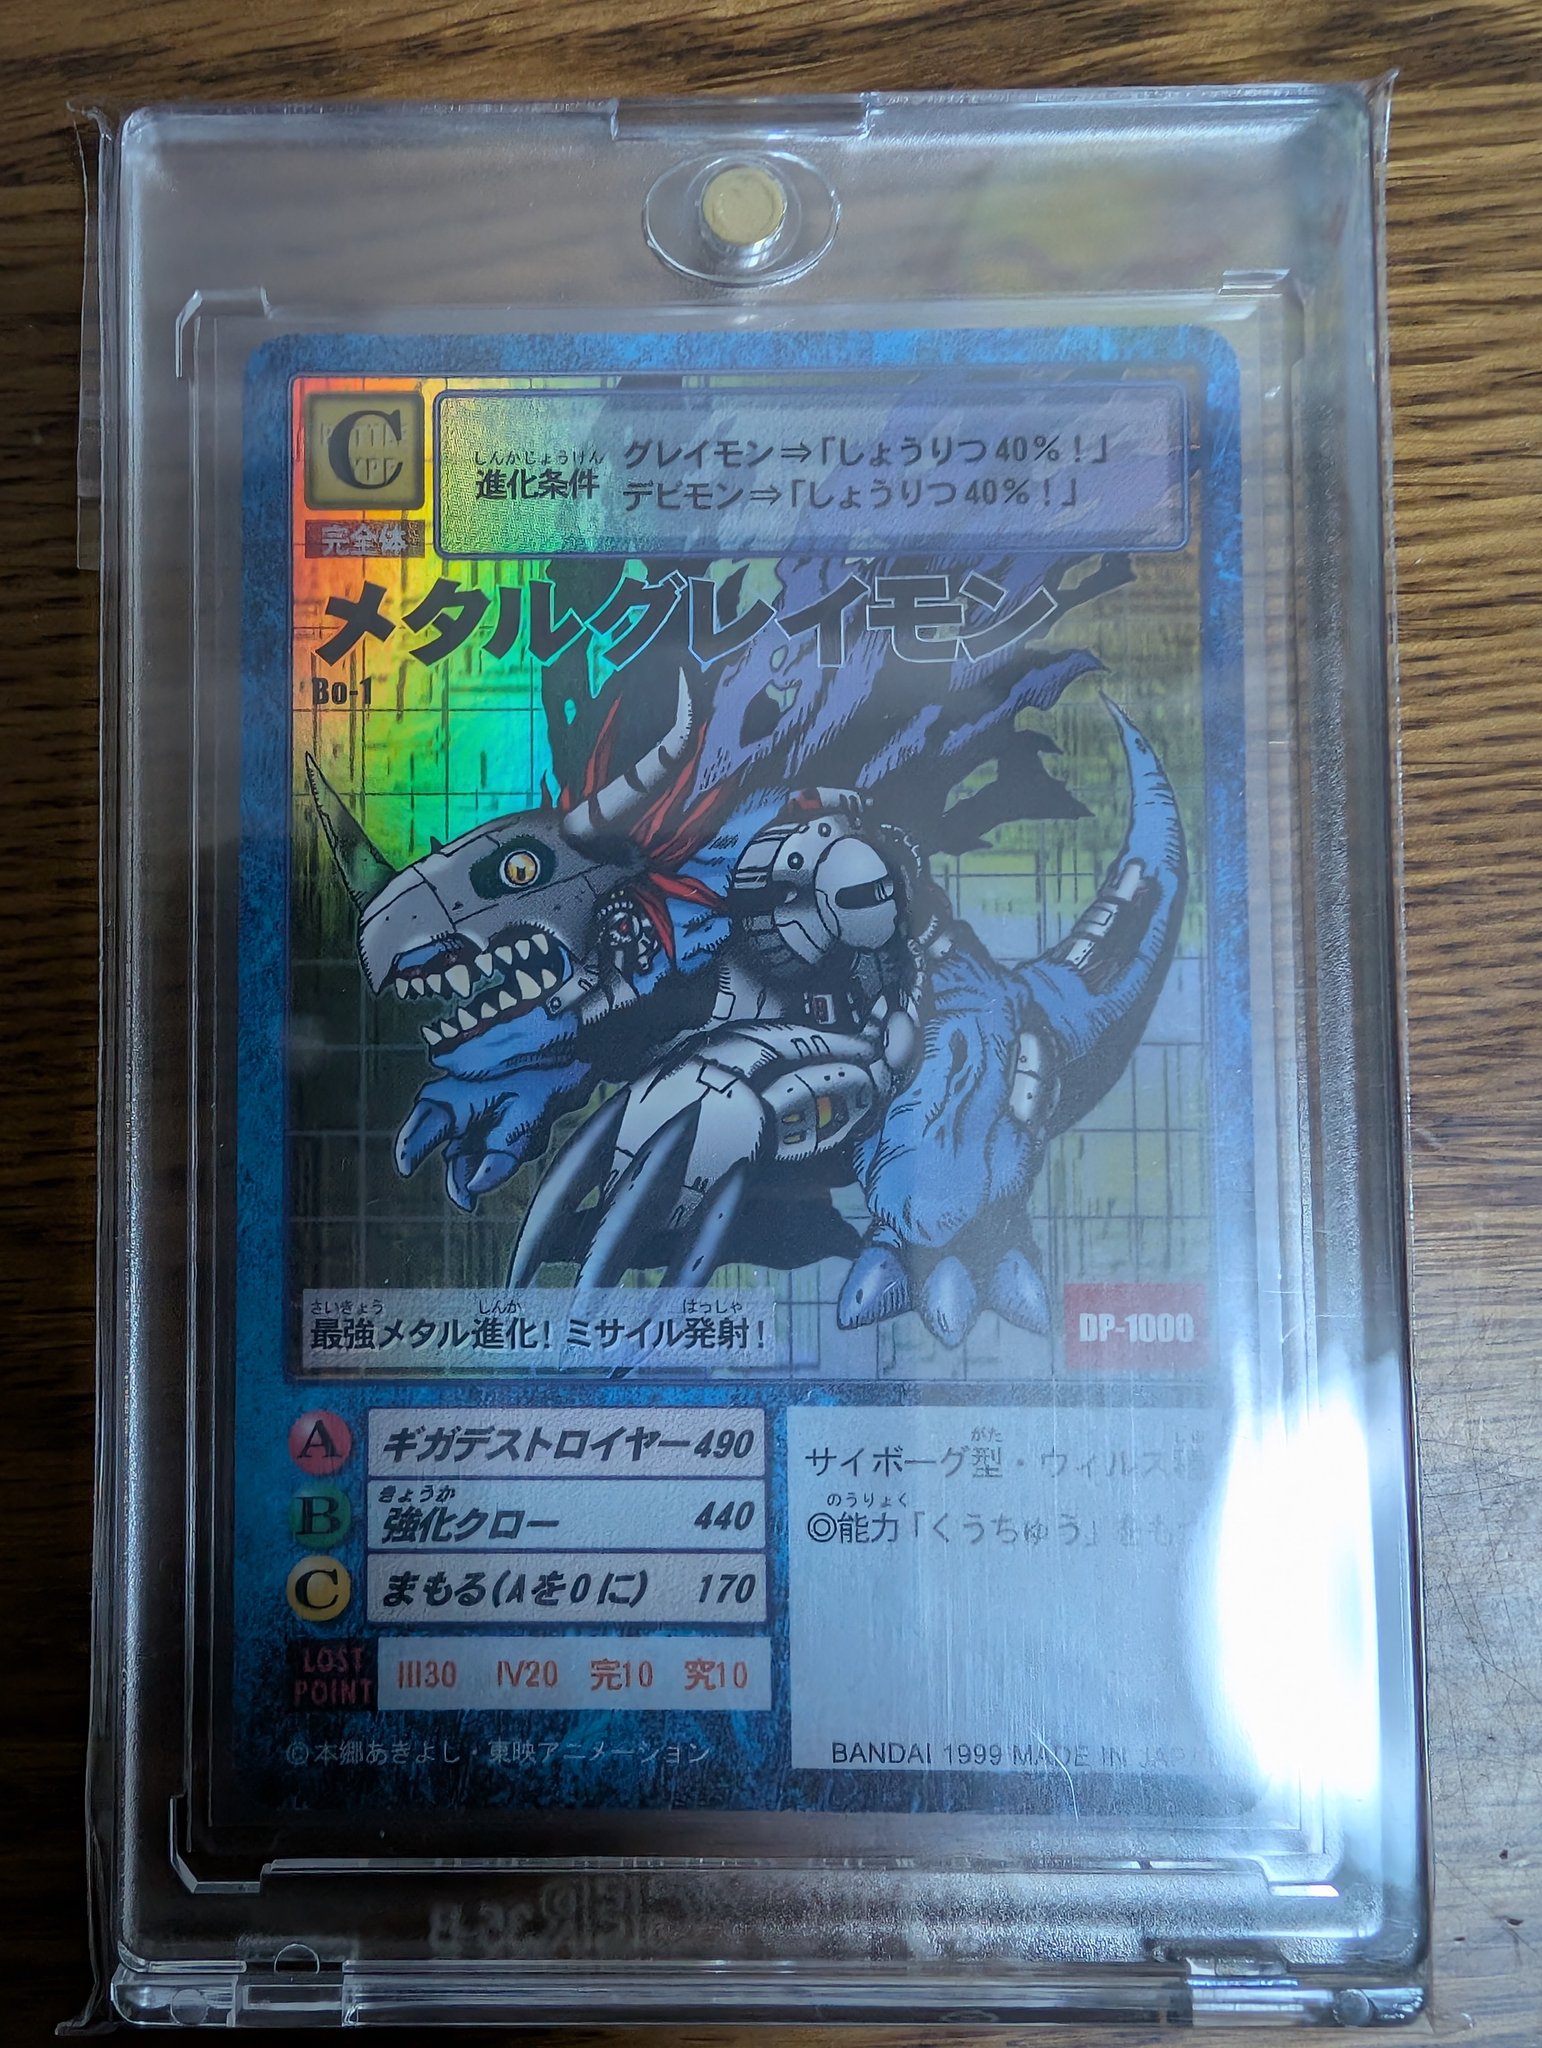 C
しんかじょうけん
進化条件
グレイモン⇒「しょうりつ40%!」
デビモン⇒「しょうりつ40%!」
完全体
メタルグレイモン
Bo-1
さいきょう しんか はっしゃ
最強メタル進化!ミサイル発射!
DP-1000
A ギガデストロイヤー 490
きょうか
B 強化クロー 440
C まもる(Aを0に) 170
LOST POINT III30 IV20 完10 究10
がた
サイボーグ型・ウィルス種
のうりょく
◎能力「くうちゅう」をも
©本郷あきよし・東映アニメーション
BANDAI 1999 MADE IN JAPAN